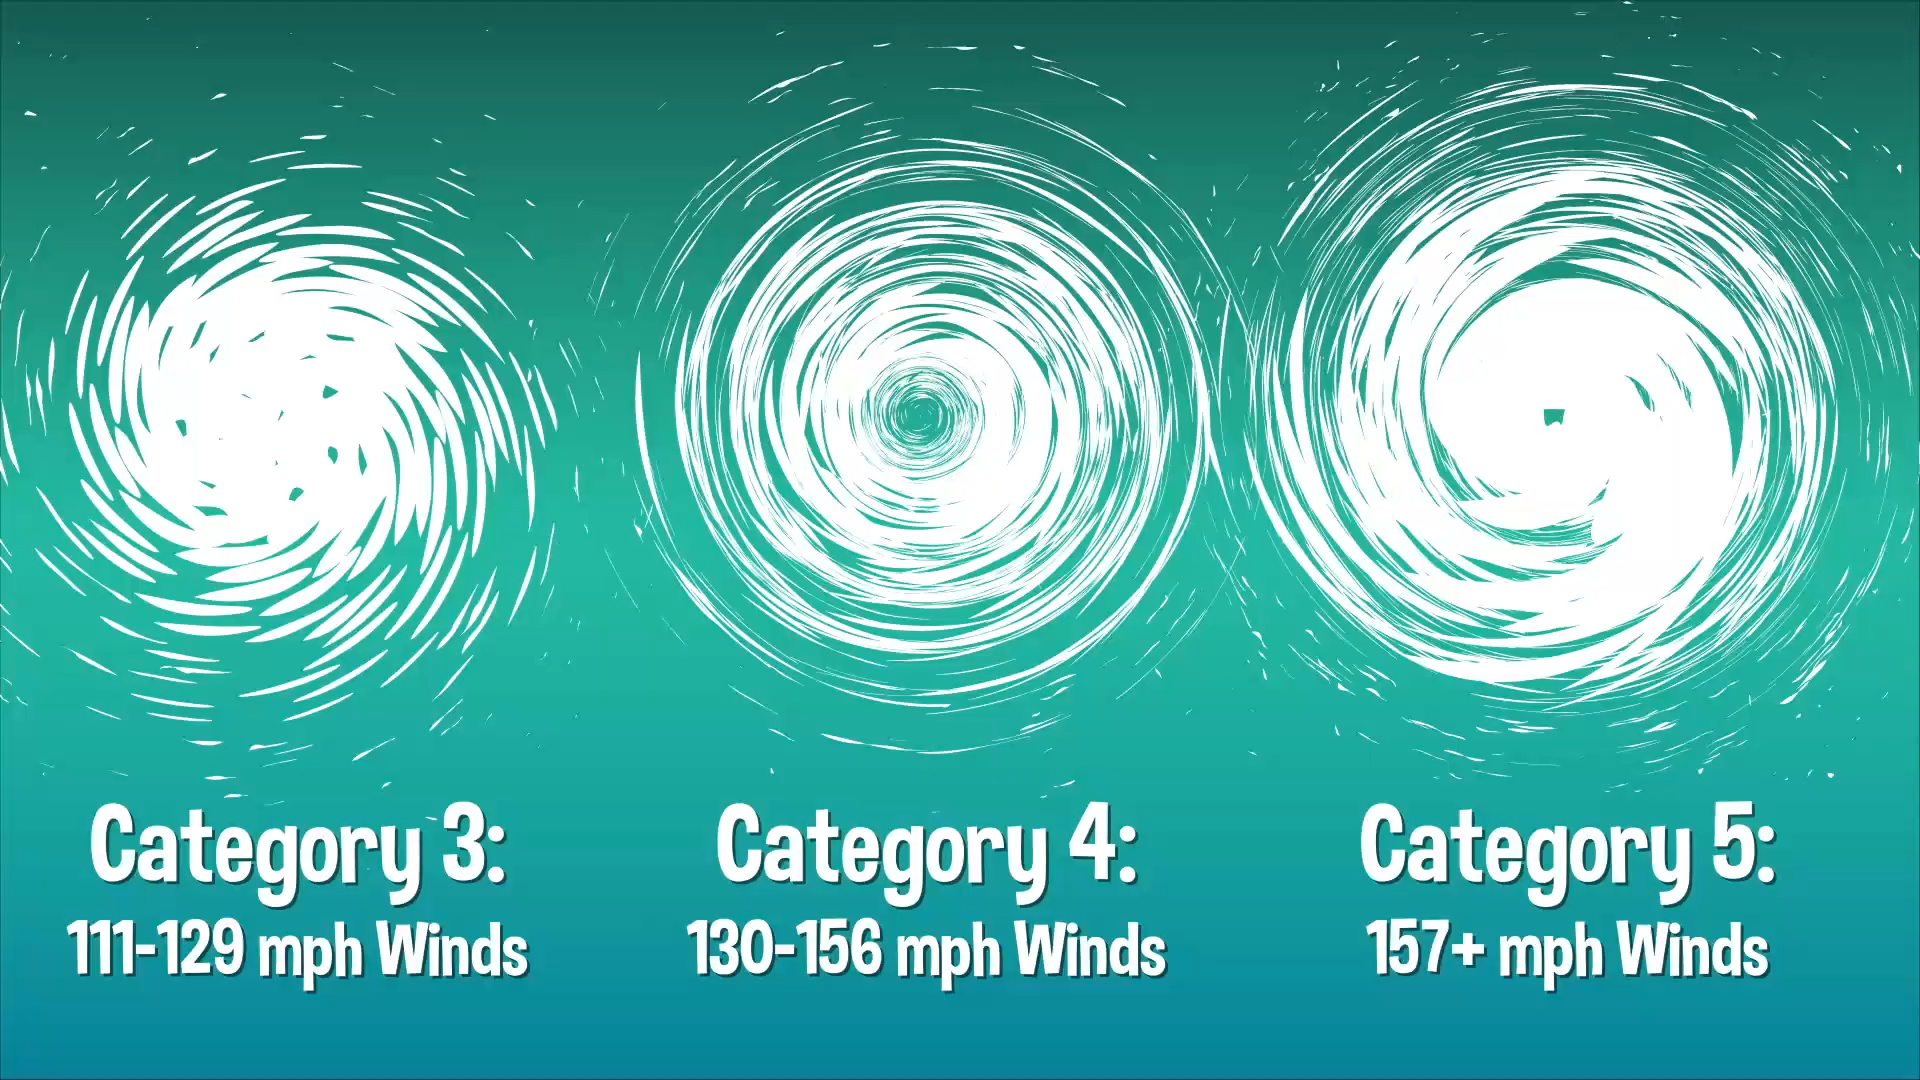 Category 3:
111-129 mph Winds
Category 4:
130-156 mph Winds
Category 5:
157+ mph Winds